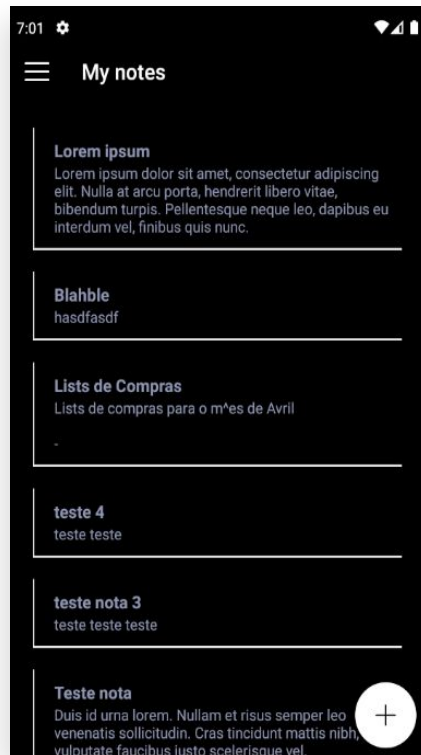 7:01
My notes
Lorem ipsum
Lorem ipsum dolor sit amet, consectetur adipiscing
elit. Nulla at arcu porta, hendrerit libero vitae,
bibendum turpis. Pellentesque neque leo, dapibus eu
interdum vel, finibus quis nunc.
Blahble
hasdfasdf
Lists de Compras
Lists de compras para o m^es de Avril
-
teste 4
teste teste
teste nota 3
teste teste teste
Teste nota
Duis id urna lorem. Nullam et risus semper leo
venenatis sollicitudin. Cras tincidunt mattis nibh,
vulputate faucibus justo scelerisque vel